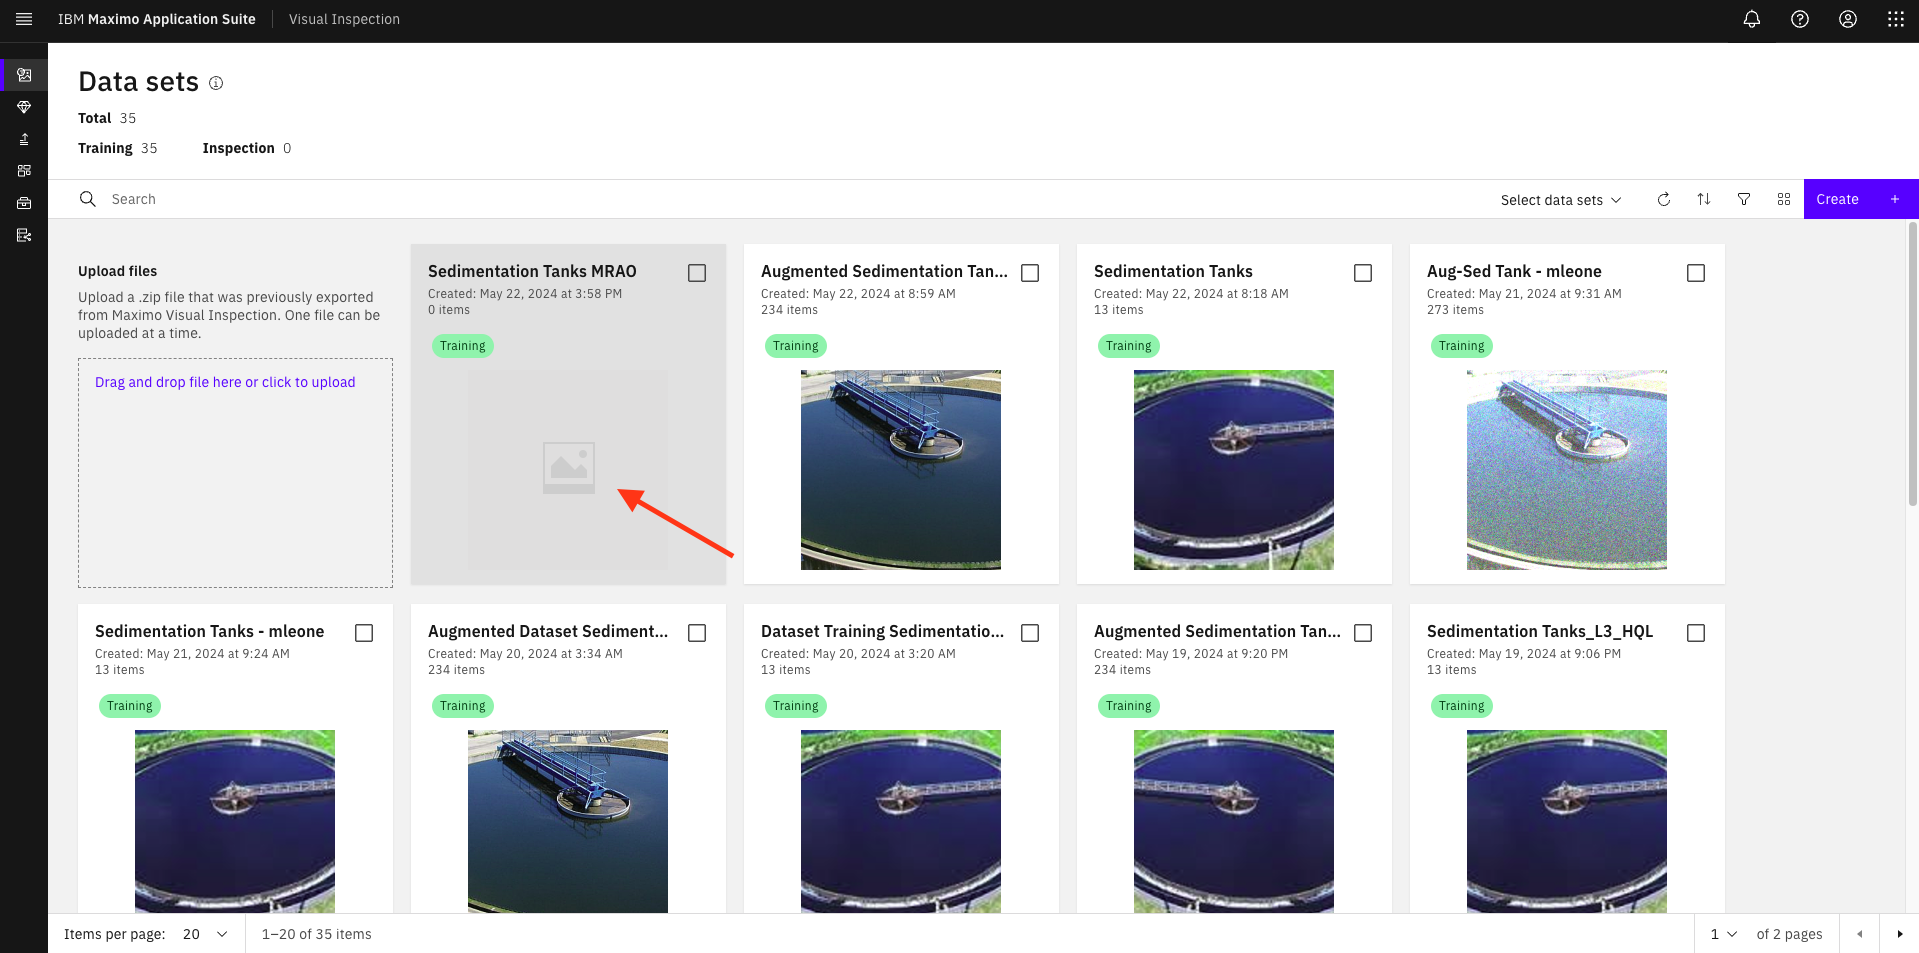 IBM Maximo Application Suite Visual Inspection
Data sets
Total 35
Training 35 Inspection 0
Search
Select data sets
Create +
Upload files
Upload a .zip file that was previously exported
from Maximo Visual Inspection. One file can be
uploaded at a time.
Drag and drop file here or click to upload
Sedimentation Tanks MRAO
Created: May 22, 2024 at 3:58 PM
0 items
Training
Augmented Sedimentation Tan...
Created: May 22, 2024 at 8:59 AM
234 items
Training
Sedimentation Tanks
Created: May 22, 2024 at 8:18 AM
13 items
Training
Aug-Sed Tank - mleone
Created: May 21, 2024 at 9:31 AM
273 items
Training
Sedimentation Tanks - mleone
Created: May 21, 2024 at 9:24 AM
13 items
Training
Augmented Dataset Sediment...
Created: May 20, 2024 at 3:34 AM
234 items
Training
Dataset Training Sedimentatio...
Created: May 20, 2024 at 3:20 AM
13 items
Training
Augmented Sedimentation Tan...
Created: May 19, 2024 at 9:20 PM
234 items
Training
Sedimentation Tanks_L3_HQL
Created: May 19, 2024 at 9:06 PM
13 items
Training
Items per page: 20 1–20 of 35 items
1 of 2 pages